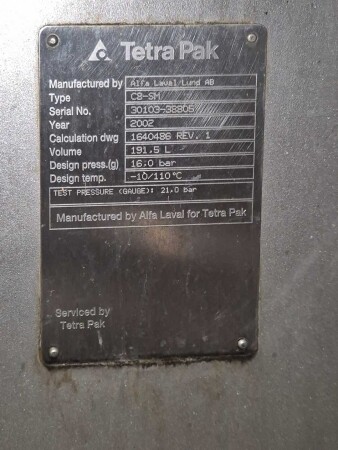 Tetra Pak
Manufactured by Alfa Laval Lund AB
Type C8-SM
Serial No. 30103-38805
Year 2002
Calculation dwg 1640486 REV. 1
Volume 191,5 L
Design press.(g) 16,0 bar
Design temp. -10/110 °C
TEST PRESSURE (GAUGE): 21,0 bar
Manufactured by Alfa Laval for Tetra Pak
Serviced by
Tetra Pak